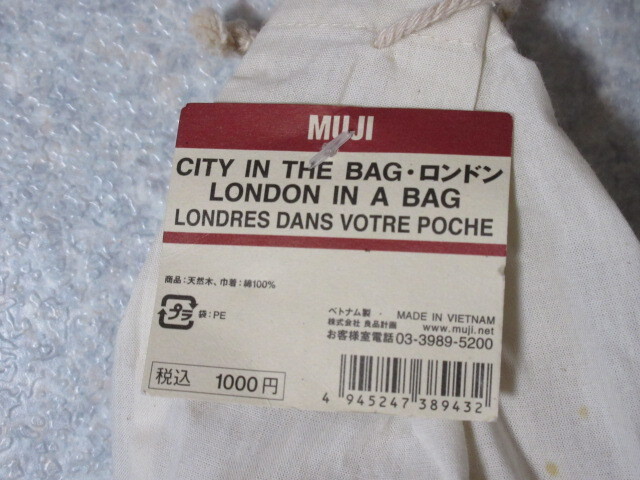 MUJI
CITY IN THE BAG・ロンドン
LONDON IN A BAG
LONDRES DANS VOTRE POCHE
商品：天然木、巾着：綿100%
プラ 袋：PE
ベトナム製・ MADE IN VIETNAM
株式会社 良品計画 www.muji.net
お客様室電話 03-3989-5200
税込 1000円
4 945247 389432